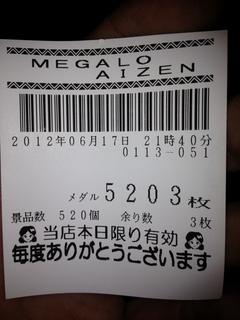 MEGALO
AIZEN
2012年06月17日 21時40分
0113-051
メダル 5203枚
景品数 520個 余り数 3枚
当店本日限り有効
毎度ありがとうございます